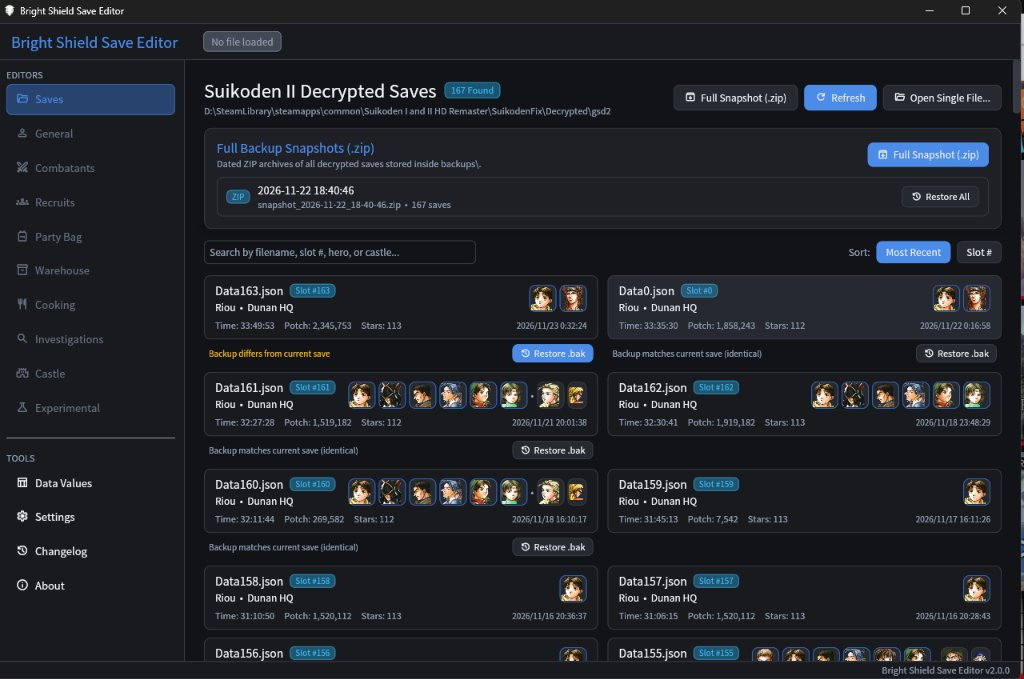 Bright Shield Save Editor
Bright Shield Save Editor
No file loaded
EDITORS
Saves
General
Combatants
Recruits
Party Bag
Warehouse
Cooking
Investigations
Castle
Experimental
TOOLS
Data Values
Settings
Changelog
About
Suikoden II Decrypted Saves 167 Found
D:\SteamLibrary\steamapps\common\Suikoden I and II HD Remaster\SuikodenFix\Decrypted\gsd2
Full Snapshot (.zip)
Refresh
Open Single File...
Full Backup Snapshots (.zip)
Dated ZIP archives of all decrypted saves stored inside backups\.
Full Snapshot (.zip)
ZIP
2026-11-22 18:40:46
snapshot_2026-11-22_18-40-46.zip • 167 saves
Restore All
Search by filename, slot #, hero, or castle...
Sort: Most Recent Slot #
Data163.json Slot #163
Riou • Dunan HQ
Time: 33:49:53 Potch: 2,345,753 Stars: 113 2026/11/23 0:32:24
Backup differs from current save Restore .bak
Data0.json Slot #0
Riou • Dunan HQ
Time: 33:35:30 Potch: 1,858,243 Stars: 112 2026/11/22 0:16:58
Backup matches current save (identical) Restore .bak
Data161.json Slot #161
Riou • Dunan HQ
Time: 32:27:28 Potch: 1,519,182 Stars: 112 2026/11/21 20:01:38
Backup matches current save (identical) Restore .bak
Data162.json Slot #162
Riou • Dunan HQ
Time: 32:30:41 Potch: 1,919,182 Stars: 113 2026/11/18 23:48:29
Data160.json Slot #160
Riou • Dunan HQ
Time: 32:11:44 Potch: 269,582 Stars: 112 2026/11/18 16:10:17
Backup matches current save (identical) Restore .bak
Data159.json Slot #159
Riou • Dunan HQ
Time: 31:45:13 Potch: 7,542 Stars: 113 2026/11/17 16:11:26
Data158.json Slot #158
Riou • Dunan HQ
Time: 31:10:50 Potch: 1,520,112 Stars: 113 2026/11/16 20:36:37
Data157.json Slot #157
Riou • Dunan HQ
Time: 31:06:15 Potch: 1,520,112 Stars: 113 2026/11/16 20:28:43
Data156.json Slot #156
Data155.json Slot #155
Bright Shield Save Editor v2.0.0